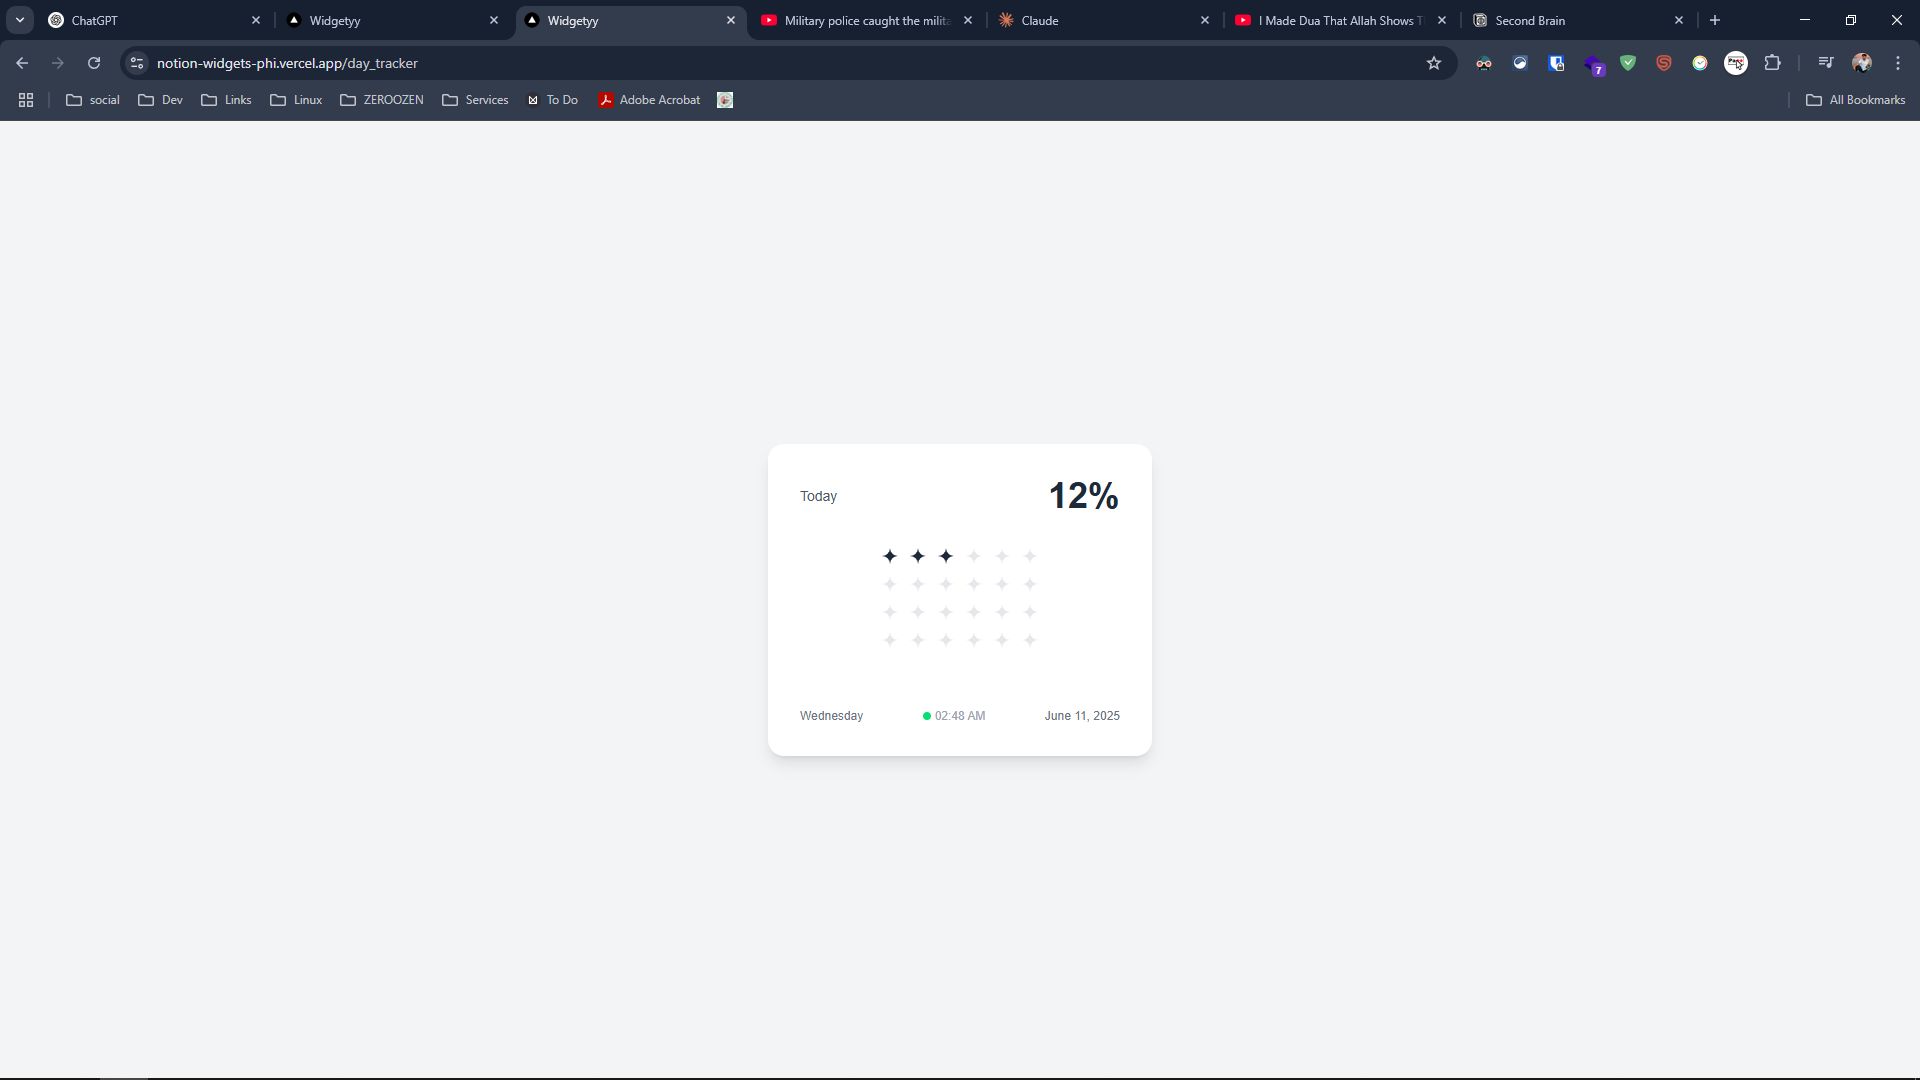 ChatGPT
Widgetyy
Widgetyy
Military police caught the milita
Claude
I Made Dua That Allah Shows T
Second Brain
notion-widgets-phi.vercel.app/day_tracker
7
social
Dev
Links
Linux
ZEROOZEN
Services
To Do
Adobe Acrobat
All Bookmarks
Today
12%
Wednesday
02:48 AM
June 11, 2025